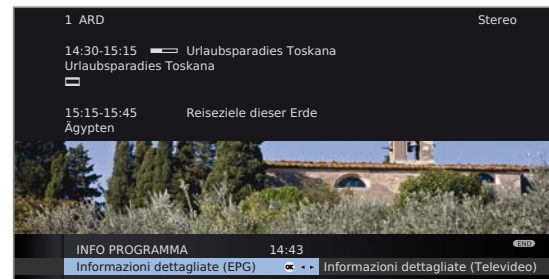 1 ARD Stereo
14:30-15:15 Urlaubsparadies Toskana
Urlaubsparadies Toskana
15:15-15:45 Reiseziele dieser Erde
Ägypten
END
INFO PROGRAMMA 14:43
Informazioni dettagliate (EPG) OK Informazioni dettagliate (Televideo)